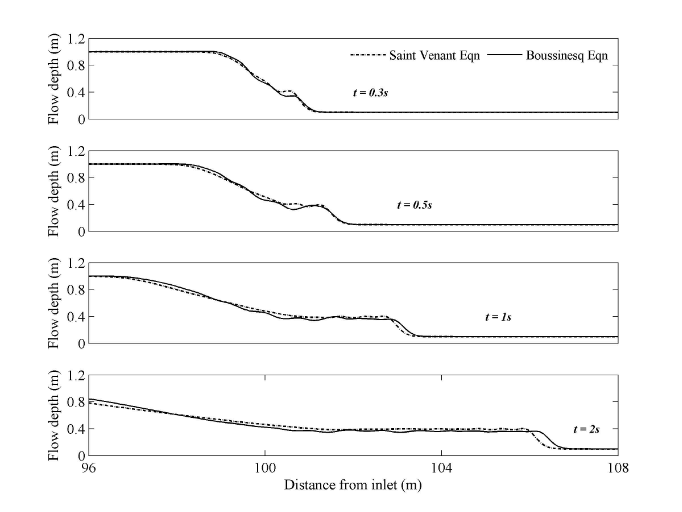 1.2
0.8
0.4
0
Flow depth (m)
Saint Venant Eqn
Boussinesq Eqn
t = 0.3s
1.2
0.8
0.4
0
Flow depth (m)
t = 0.5s
1.2
0.8
0.4
0
Flow depth (m)
t = 1s
1.2
0.8
0.4
0
Flow depth (m)
t = 2s
96
100
104
108
Distance from inlet (m)